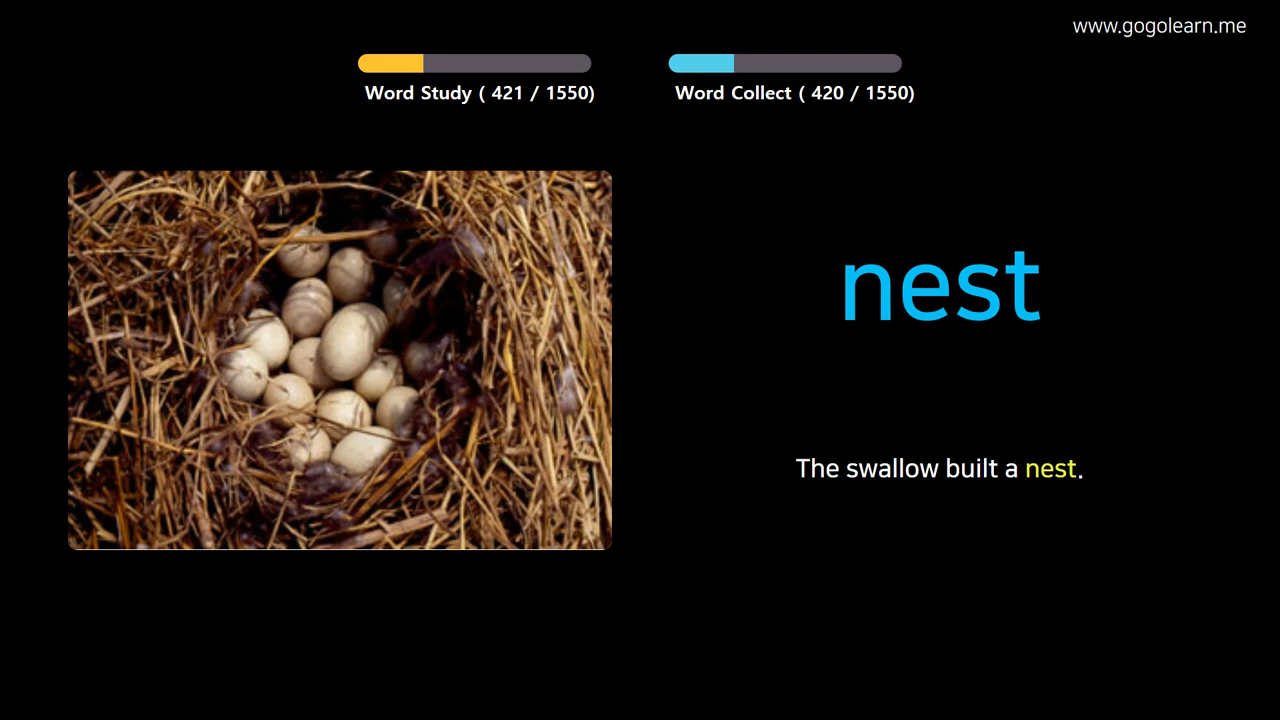 www.gogolearn.me
Word Study ( 421 / 1550)
Word Collect ( 420 / 1550)
nest
The swallow built a nest.